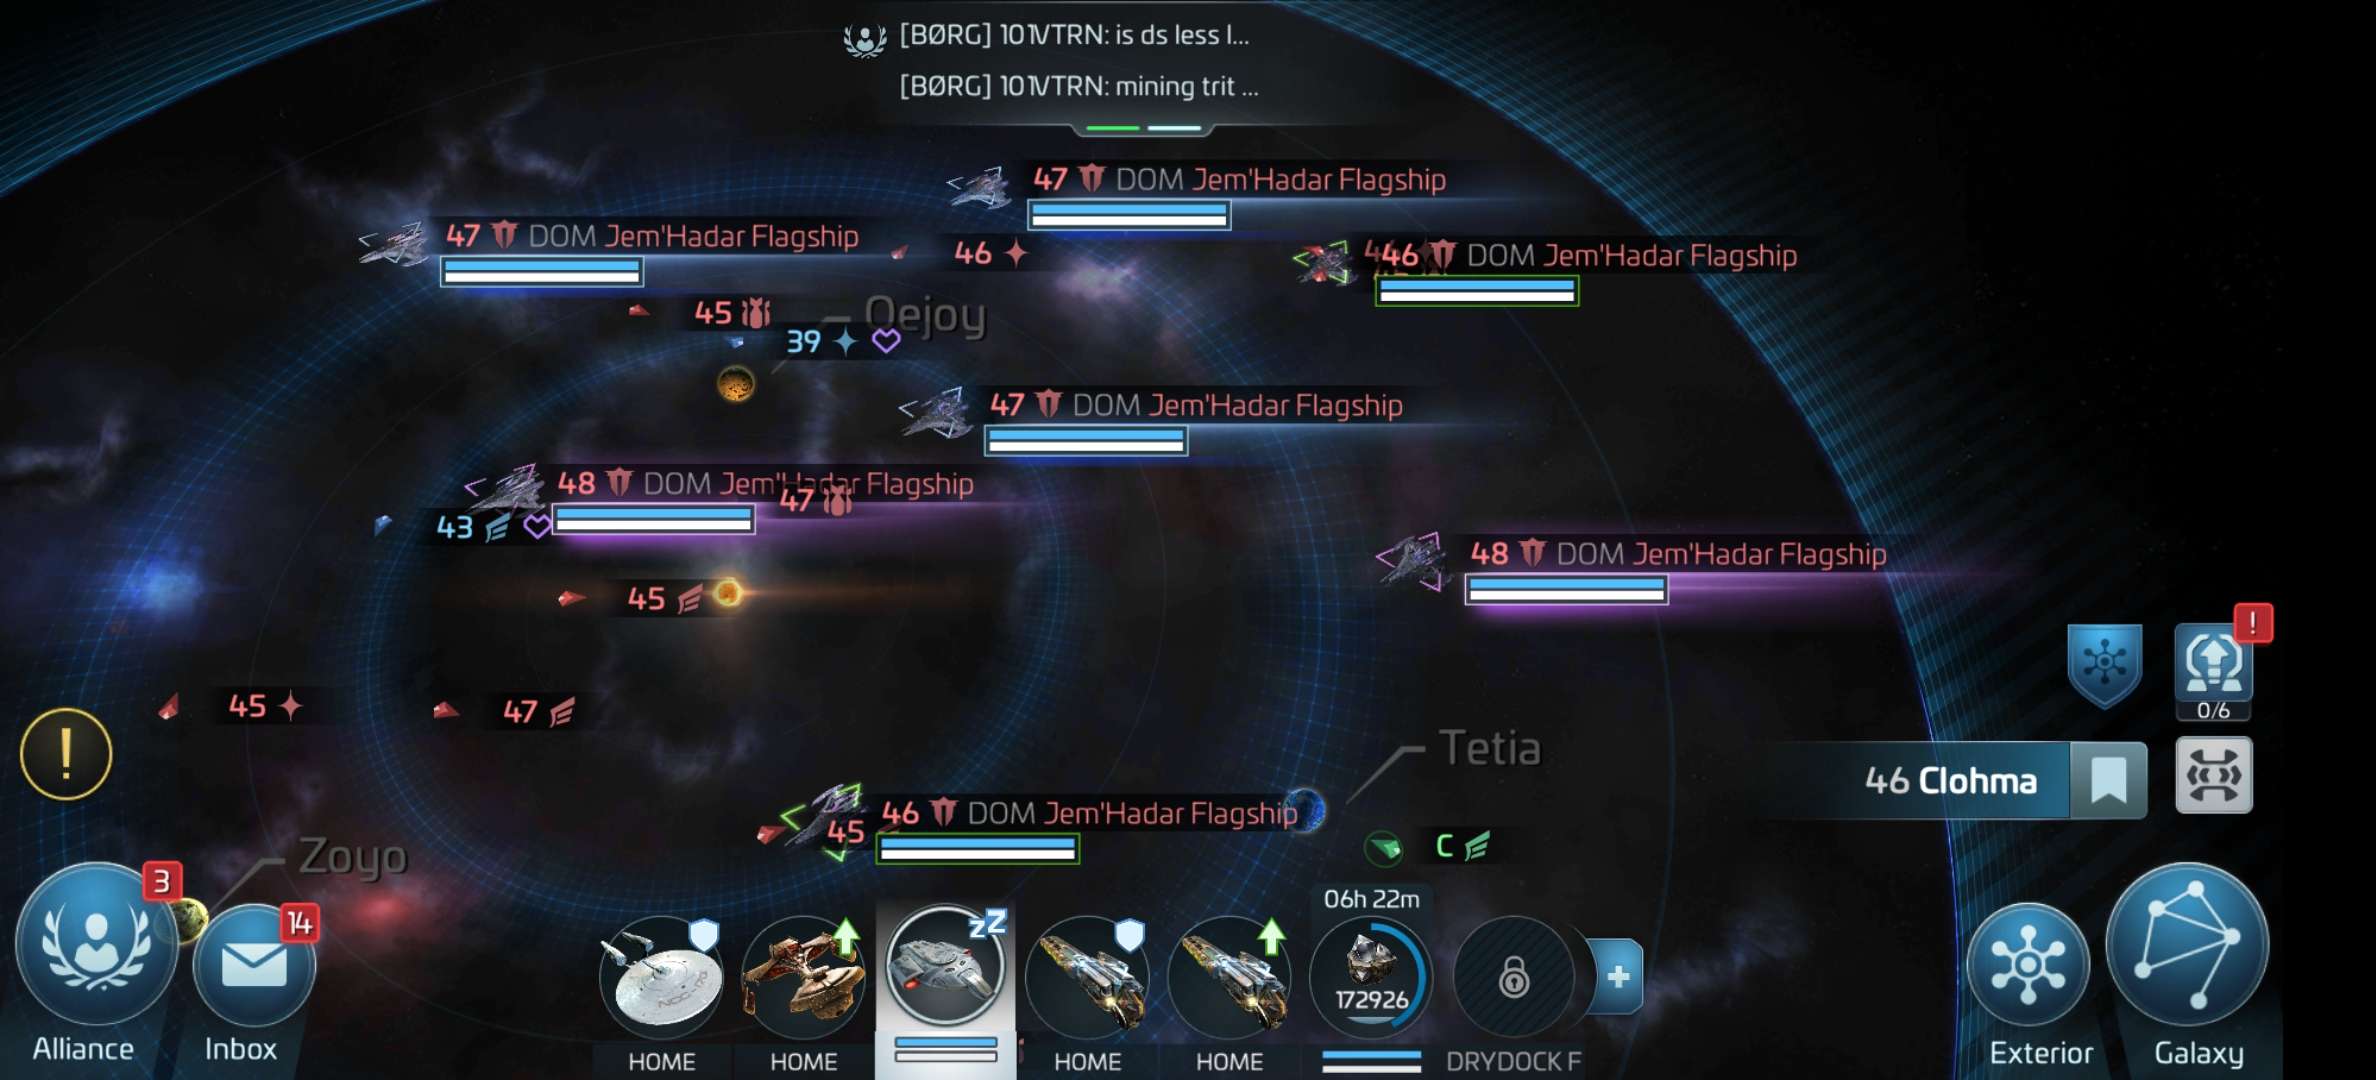 [BØRG] 101VTRN: is ds less l...
[BØRG] 101VTRN: mining trit ...
47 DOM Jem'Hadar Flagship
47 DOM Jem'Hadar Flagship
46
46 DOM Jem'Hadar Flagship
45
Oejoy
39
47 DOM Jem'Hadar Flagship
48 DOM Jem'Hadar Flagship
47
43
48 DOM Jem'Hadar Flagship
45
!
0/6
45
47
!
Tetia
46 Clohma
46 DOM Jem'Hadar Flagship
45
C
Zoyo
3
14
06h 22m
zZ
172926
Alliance
Inbox
HOME
HOME
HOME
HOME
DRYDOCK F
Exterior
Galaxy